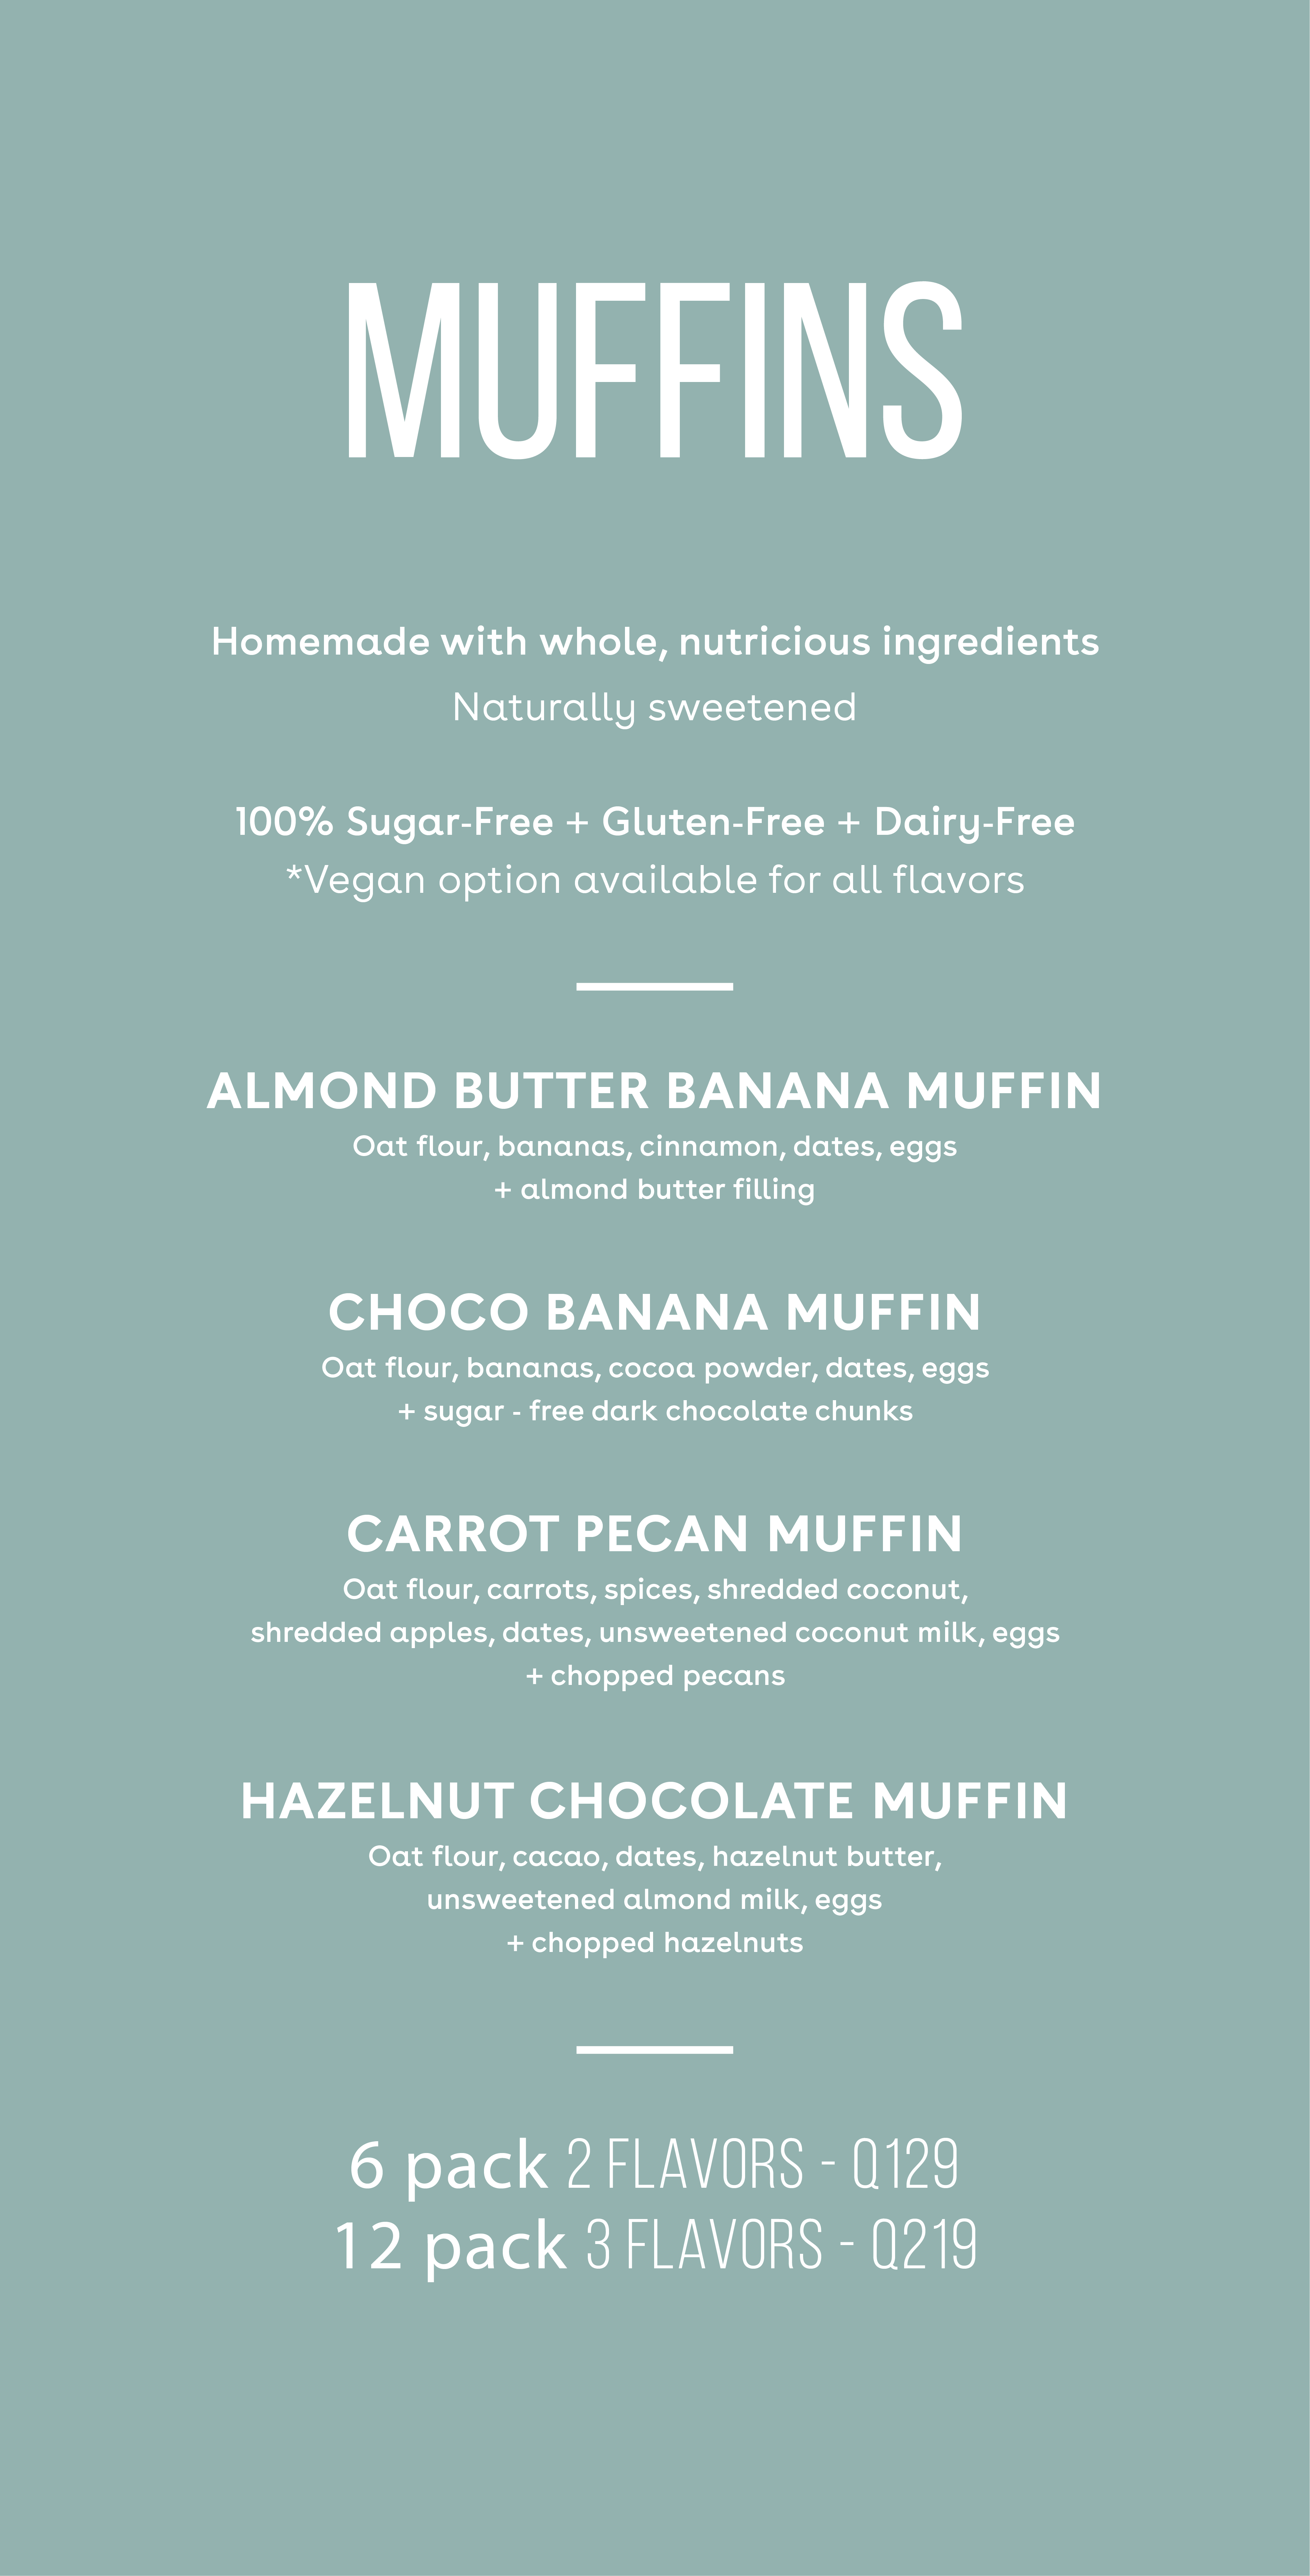 MUFFINS
Homemade with whole, nutricious ingredients
Naturally sweetened
100% Sugar-Free + Gluten-Free + Dairy-Free
*Vegan option available for all flavors
ALMOND BUTTER BANANA MUFFIN
Oat flour, bananas, cinnamon, dates, eggs
+ almond butter filling
CHOCO BANANA MUFFIN
Oat flour, bananas, cocoa powder, dates, eggs
+ sugar - free dark chocolate chunks
CARROT PECAN MUFFIN
Oat flour, carrots, spices, shredded coconut,
shredded apples, dates, unsweetened coconut milk, eggs
+ chopped pecans
HAZELNUT CHOCOLATE MUFFIN
Oat flour, cacao, dates, hazelnut butter,
unsweetened almond milk, eggs
+ chopped hazelnuts
6 pack 2 FLAVORS - Q129
12 pack 3 FLAVORS - Q219